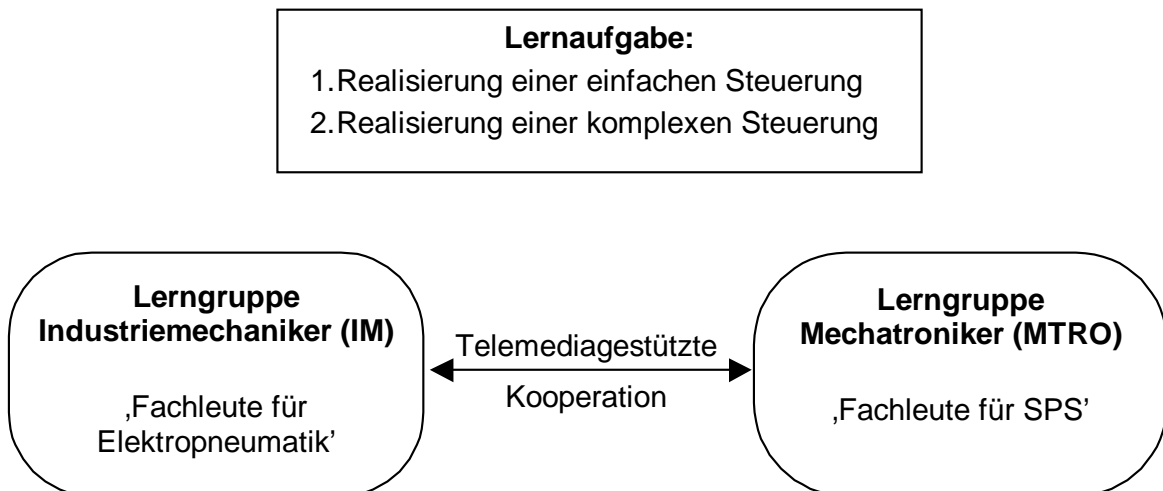 Lernaufgabe:
1.Realisierung einer einfachen Steuerung
2.Realisierung einer komplexen Steuerung
Lerngruppe
Industriemechaniker (IM)
‚Fachleute für
Elektropneumatik’
Telemediagestützte
Kooperation
Lerngruppe
Mechatroniker (MTRO)
‚Fachleute für SPS’